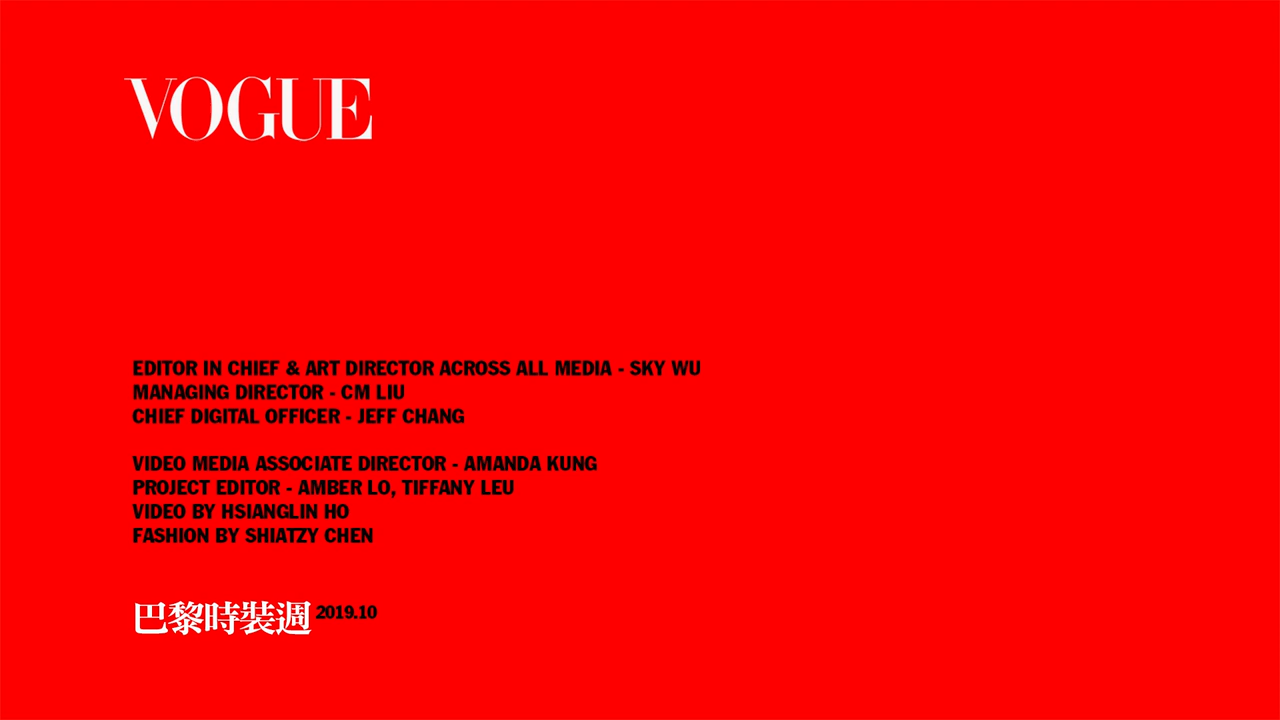 VOGUE
EDITOR IN CHIEF & ART DIRECTOR ACROSS ALL MEDIA - SKY WU
MANAGING DIRECTOR - CM LIU
CHIEF DIGITAL OFFICER - JEFF CHANG
VIDEO MEDIA ASSOCIATE DIRECTOR - AMANDA KUNG
PROJECT EDITOR - AMBER LO, TIFFANY LEU
VIDEO BY HSIANGLIN HO
FASHION BY SHIATZY CHEN
巴黎時裝週 2019.10